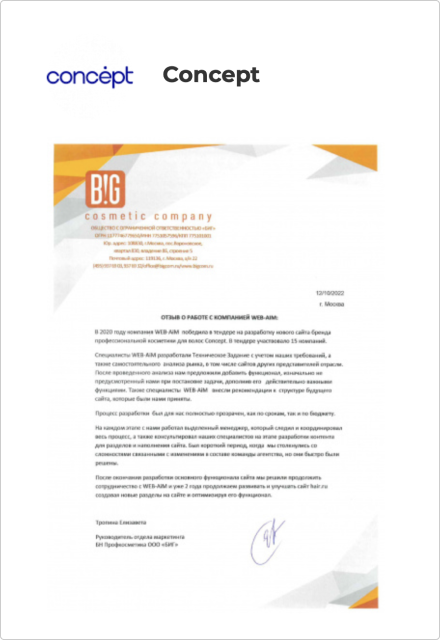 concept
Concept
B!G
cosmetic company
ОБЩЕСТВО С ОГРАНИЧЕННОЙ ОТВЕТСТВЕННОСТЬЮ «БИГ»
12/10/2022
г. Москва
ОТЗЫВ О РАБОТЕ С КОМПАНИЕЙ WEB-AIM:
В 2020 году компания WEB-AIM победила в тендере на разработку нового сайта бренда
профессиональной косметики для волос Concept. В тендере участвовало 15 компаний.
Специалисты WEB-AIM разработали Техническое Задание с учетом наших требований, а
также самостоятельного анализа рынка, в том числе сайтов других представителей отрасли.
После проведенного анализа нам предложили добавить функционал, изначально не
предусмотренный нами при постановке задачи, дополнив его действительно важными
функциями. Также специалисты WEB-AIM внесли рекомендации к структуре будущего
сайта, которые были нами приняты.
Процесс разработки был для нас полностью прозрачен, как по срокам, так и по бюджету.
На каждом этапе с нами работал выделенный менеджер, который следил и координировал
весь процесс, а также консультировал наших специалистов на этапе разработки контента
для разделов и наполнения сайта. Был короткий период, когда мы столкнулись со
сложностями связанными с изменением в составе команды агентства, но они быстро были
решены.
После окончания разработки основного функционала сайта мы решили продолжить
сотрудничество с WEB-AIM и уже 2 года продолжаем развивать и улучшать сайт hair.ru
создавая новые разделы на сайте и оптимизируя его функционал.
Тропина Елизавета
Руководитель отдела маркетинга
БН Профкосметика ООО «БИГ»